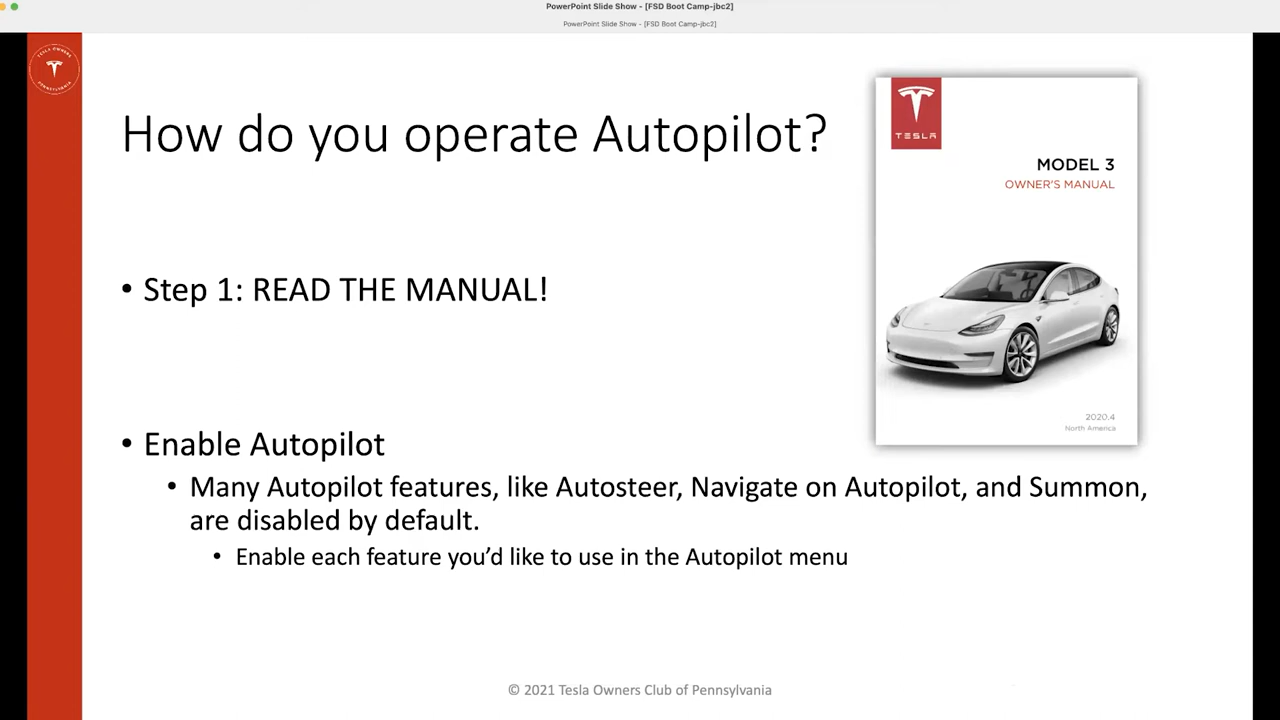 PowerPoint Slide Show - [FSD Boot Camp-jbc2]
PowerPoint Slide Show - [FSD Boot Camp-jbc2]
TESLA OWNERS
PENNSYLVANIA
How do you operate Autopilot?
TESLA
MODEL 3
OWNER'S MANUAL
• Step 1: READ THE MANUAL!
2020.4
North America
• Enable Autopilot
• Many Autopilot features, like Autosteer, Navigate on Autopilot, and Summon,
are disabled by default.
• Enable each feature you’d like to use in the Autopilot menu
© 2021 Tesla Owners Club of Pennsylvania